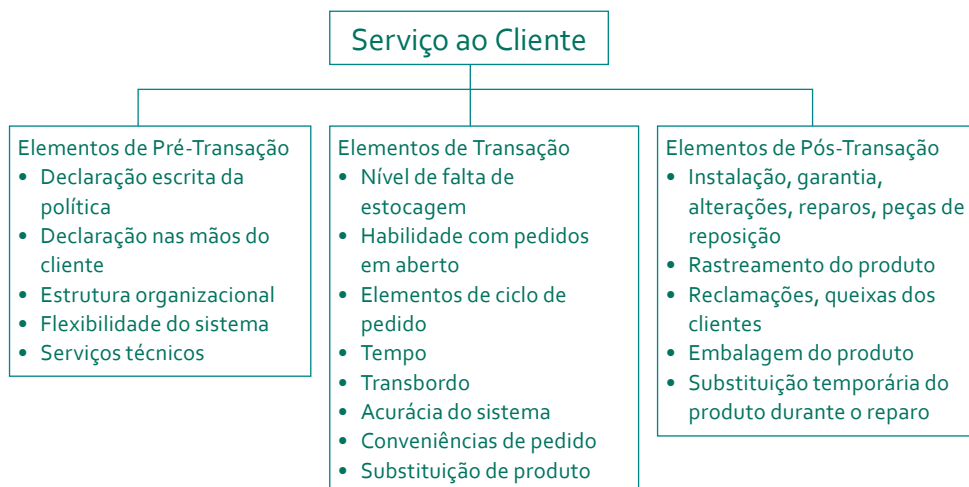 Serviço ao Cliente
Elementos de Pré-Transação
• Declaração escrita da
política
• Declaração nas mãos do
cliente
• Estrutura organizacional
• Flexibilidade do sistema
• Serviços técnicos
Elementos de Transação
• Nível de falta de
estocagem
• Habilidade com pedidos
em aberto
• Elementos de ciclo de
pedido
• Tempo
• Transbordo
• Acurácia do sistema
• Conveniências de pedido
• Substituição de produto
Elementos de Pós-Transação
• Instalação, garantia,
alterações, reparos, peças de
reposição
• Rastreamento do produto
• Reclamações, queixas dos
clientes
• Embalagem do produto
• Substituição temporária do
produto durante o reparo